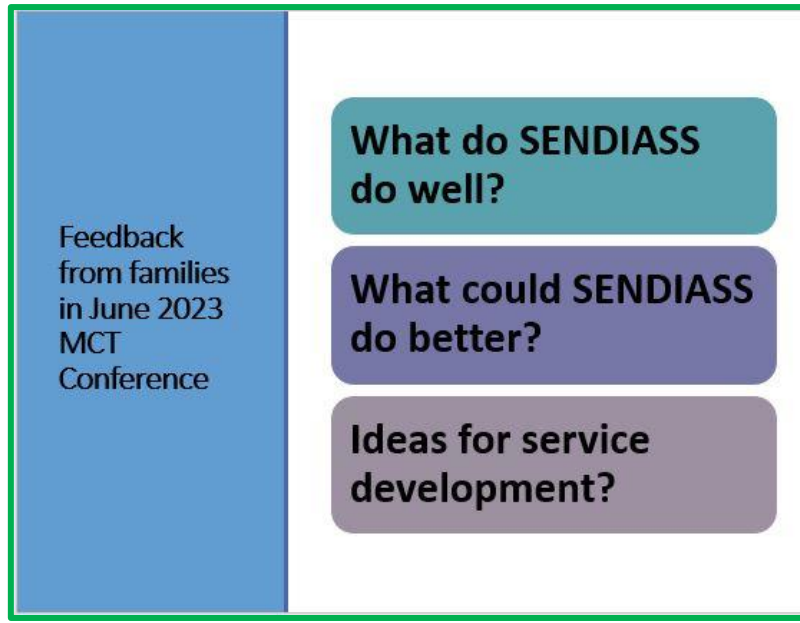 Feedback
from families
in June 2023
MCT
Conference
What do SENDIASS
do well?
What could SENDIASS
do better?
Ideas for service
development?